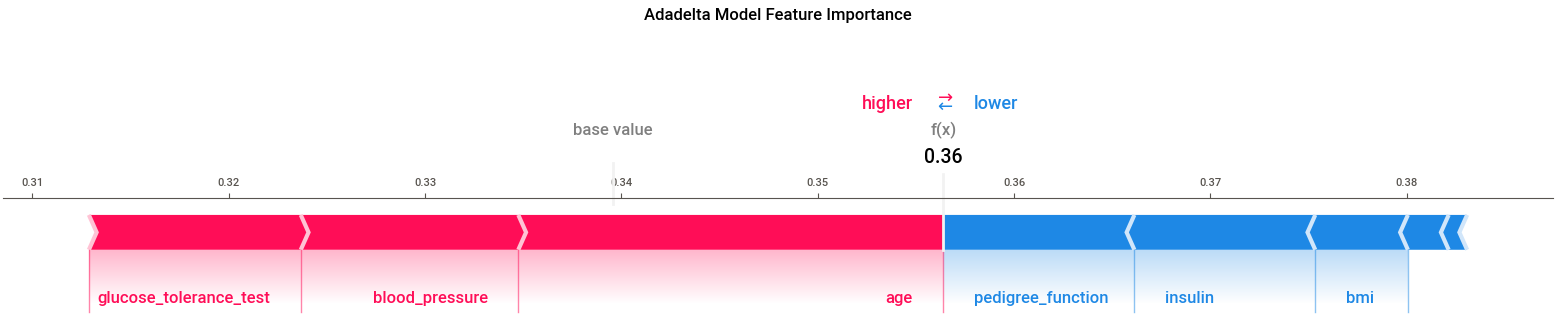 Adadelta Model Feature Importance
higher ⇄ lower
base value f(x)
0.36
0.31 0.32 0.33 0.34 0.35 0.36 0.37 0.38
glucose_tolerance_test blood_pressure age pedigree_function insulin bmi